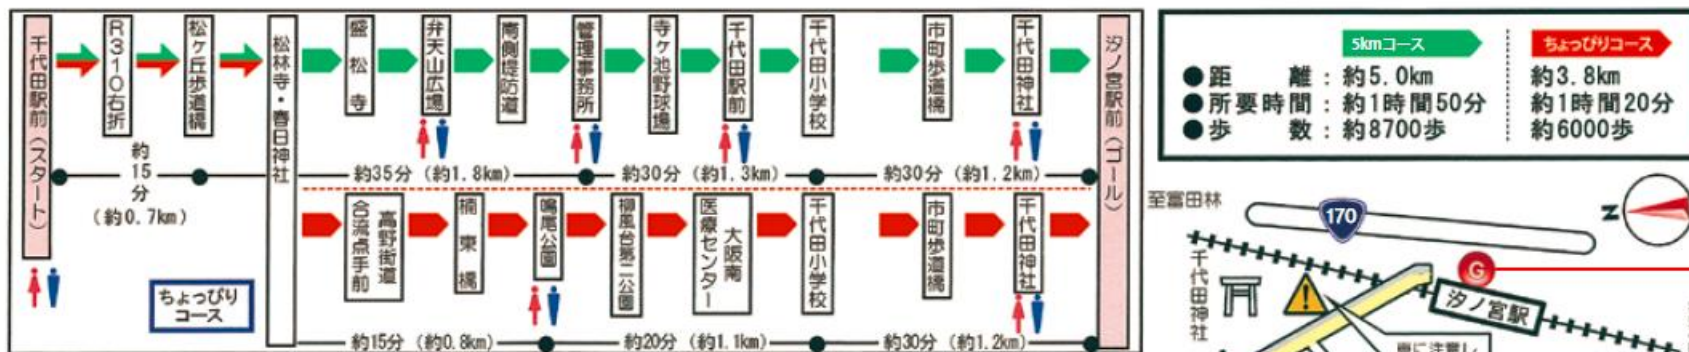 千代田駅前（スタート）
R310右折
松ヶ丘歩道橋
松林寺・春日神社
盛松寺
弁天山広場
南側堤防道
管理事務所
寺ヶ池野球場
千代田駅前
千代田小学校
市町歩道橋
千代田神社
汐ノ宮駅前（ゴール）
約15分
（約0.7km）
約35分（約1.8km）
約30分（約1.3km）
約30分（約1.2km）
ちょっぴり
コース
高野街道
合流点手前
楠東橋
鳴尾公園
柳風台第二公園
大阪南
医療センター
千代田小学校
市町歩道橋
千代田神社
約15分（約0.8km）
約20分（約1.1km）
約30分（約1.2km）
5kmコース
ちょっぴりコース
●距離：約5.0km
約3.8km
●所要時間：約1時間50分
約1時間20分
●歩数：約8700歩
約6000歩
至富田林
170
N
G
千代田神社
汐ノ宮駅
車に注意し